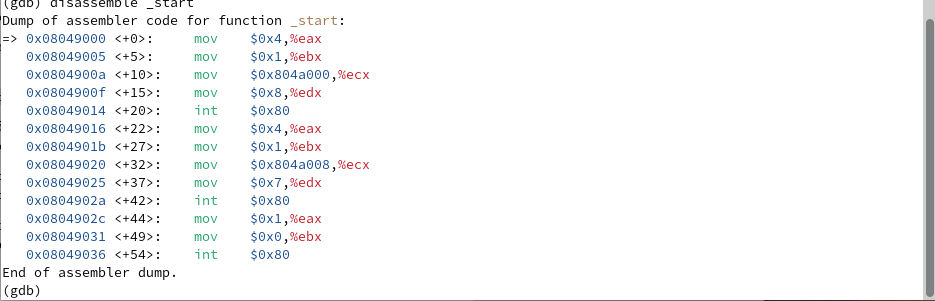 (gdb) disassemble _start
Dump of assembler code for function _start:
=> 0x08049000 <+0>:     mov    $0x4,%eax
   0x08049005 <+5>:     mov    $0x1,%ebx
   0x0804900a <+10>:    mov    $0x804a000,%ecx
   0x0804900f <+15>:    mov    $0x8,%edx
   0x08049014 <+20>:    int    $0x80
   0x08049016 <+22>:    mov    $0x4,%eax
   0x0804901b <+27>:    mov    $0x1,%ebx
   0x08049020 <+32>:    mov    $0x804a008,%ecx
   0x08049025 <+37>:    mov    $0x7,%edx
   0x0804902a <+42>:    int    $0x80
   0x0804902c <+44>:    mov    $0x1,%eax
   0x08049031 <+49>:    mov    $0x0,%ebx
   0x08049036 <+54>:    int    $0x80
End of assembler dump.
(gdb)